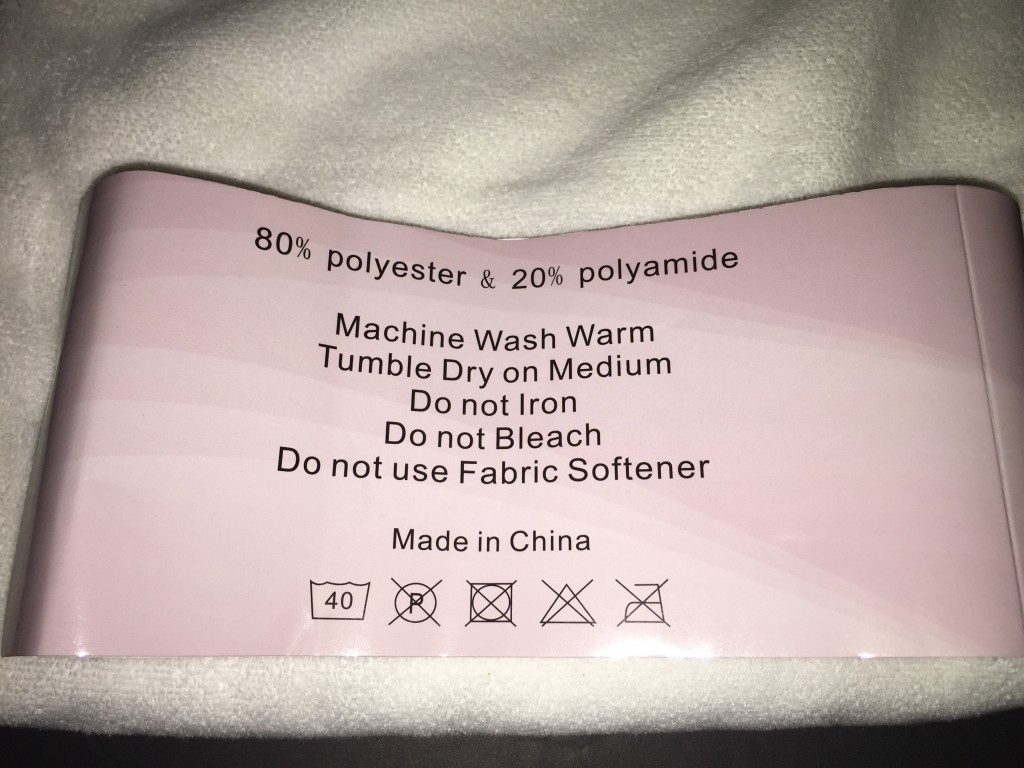 80% polyester & 20% polyamide
Machine Wash Warm
Tumble Dry on Medium
Do not Iron
Do not Bleach
Do not use Fabric Softener
Made in China
40 P